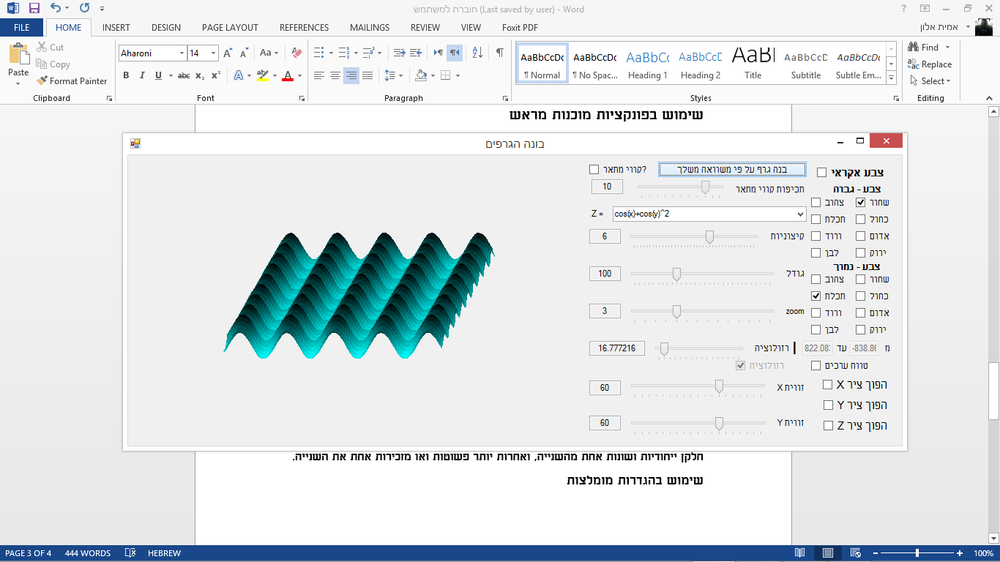 חוברת למשתמש (Last saved by user) - Word
FILE HOME INSERT DESIGN PAGE LAYOUT REFERENCES MAILINGS REVIEW VIEW Foxit PDF אמית אלון
Paste
Cut
Copy
Format Painter
Clipboard
Aharoni 14
Font
Paragraph
AaBbCcDc AaBbCcDc AaBbCc AaBbCcD AaBl AaBbCcD AaBbCcDc
¶ Normal ¶ No Spac... Heading 1 Heading 2 Title Subtitle Subtle Em...
Styles
Find
Replace
Select
Editing
שימוש בפונקציות מוכנות מראש
בונה הגרפים
קווי מתאר?
בנה גרף על פי משוואה משלך
צבע אקראי
10
תכיפות קווי מתאר
צבע - גבוה
שחור צהוב
Z = cos(x)+cos(y)^2
כחול תכלת
6
קיצוניות
אדום ורוד
ירוק לבן
צבע - נמוך
100
גודל
שחור צהוב
כחול תכלת
3
zoom
אדום ורוד
ירוק לבן
16.777216
רזולוציה
מ -838.86 עד 822.083
רזולוציה
טווח ערכים
60
זווית X
הפוך ציר X
הפוך ציר Y
60
זווית Y
הפוך ציר Z
חלקן ייחודיות ושונות אחת מהשנייה, ואחרות יותר פשוטות ואו מזכירות אחת את השנייה.
שימוש בהגדרות מומלצות
PAGE 3 OF 4 444 WORDS HEBREW 100%